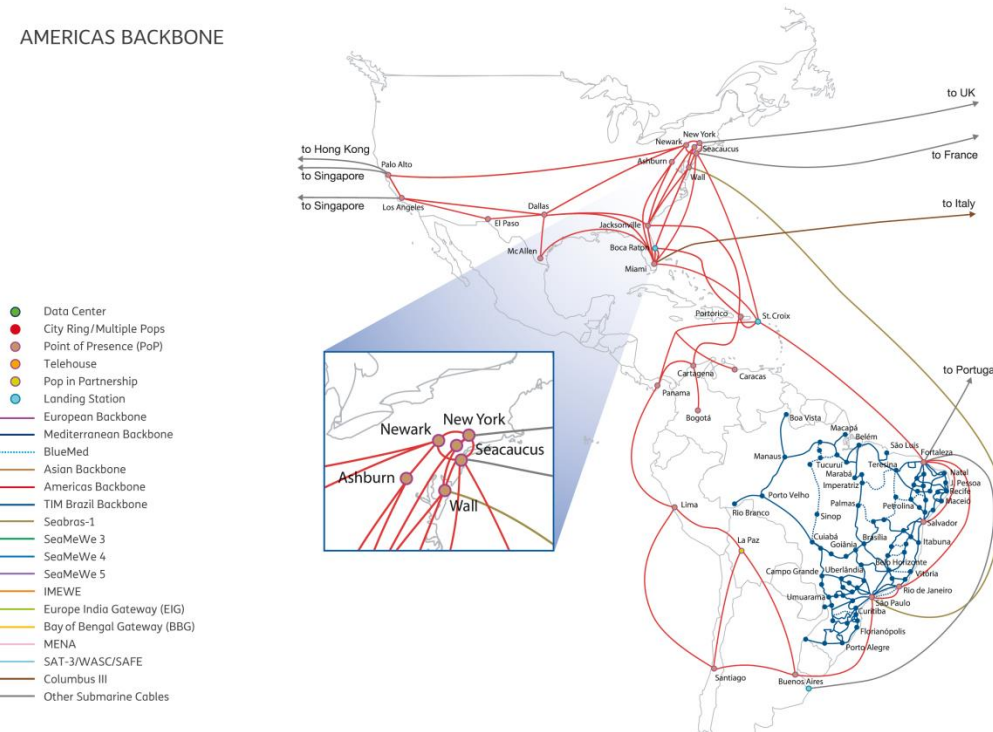 AMERICAS BACKBONE
to UK
to Hong Kong
New York
Newark
Seacaucus
to France
Palo Alto
Ashburn
to Singapore
Wall
to Singapore
Los Angeles
Dallas
to Italy
El Paso
Jacksonville
McAllen
Boca Raton
Miami
Data Center
City Ring/Multiple Pops
Point of Presence (PoP)
Telehouse
Pop in Partnership
Landing Station
European Backbone
Mediterranean Backbone
BlueMed
Asian Backbone
Americas Backbone
TIM Brazil Backbone
Seabras-1
SeaMeWe 3
SeaMeWe 4
SeaMeWe 5
IMEWE
Europe India Gateway (EIG)
Bay of Bengal Gateway (BBG)
MENA
SAT-3/WASC/SAFE
Columbus III
Other Submarine Cables
New York
Newark
Seacaucus
Ashburn
Wall
Portorico
St. Croix
Cartagena
Caracas
Panama
Bogotá
to Portugal
Boa Vista
Macapá
Belém
São Luis
Fortaleza
Manaus
Tucuruí
Teresina
Marabá
Natal
Imperatriz
J. Pessoa
Recife
Porto Velho
Palmas
Petrolina
Maceió
Lima
Rio Branco
Sinop
Salvador
La Paz
Cuiabá
Brasília
Itabuna
Goiânia
Belo Horizonte
Campo Grande
Uberlândia
Vitória
Rio de Janeiro
Umuarama
São Paulo
Curitiba
Florianópolis
Porto Alegre
Santiago
Buenos Aires